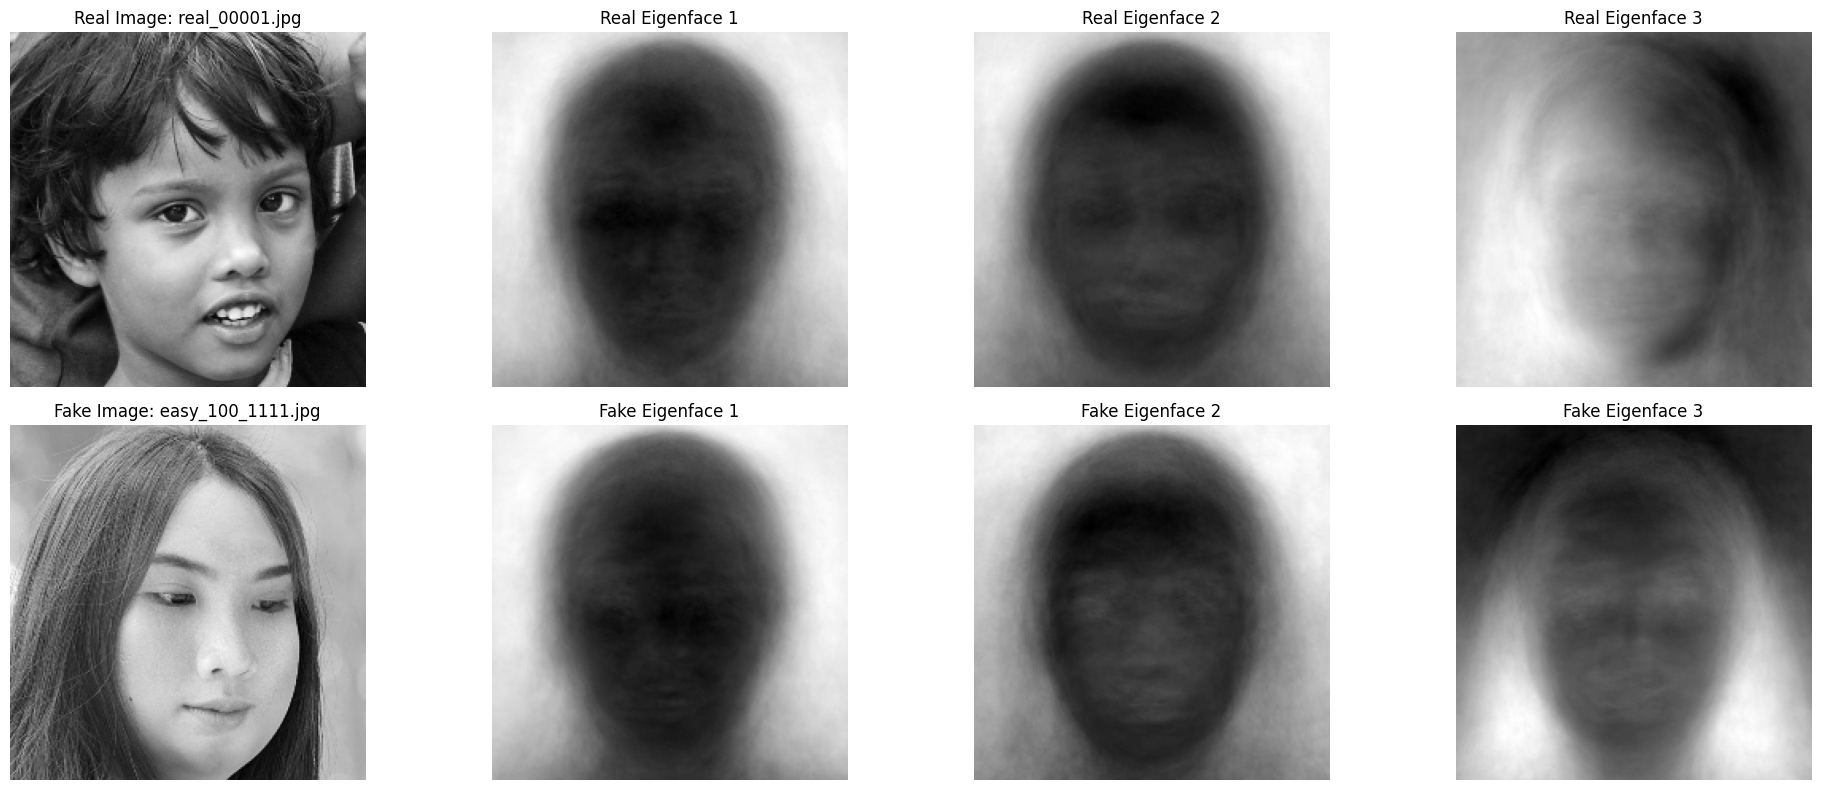 Real Image: real_00001.jpg
Real Eigenface 1
Real Eigenface 2
Real Eigenface 3
Fake Image: easy_100_1111.jpg
Fake Eigenface 1
Fake Eigenface 2
Fake Eigenface 3